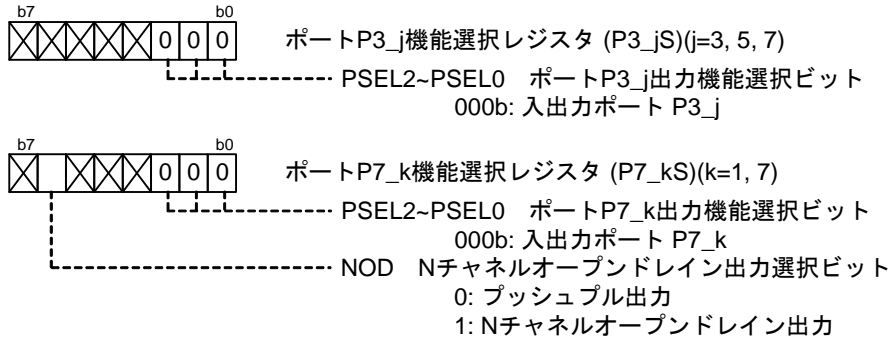 b7 b0
0 0 0 ポートP3_j機能選択レジスタ (P3_jS)(j=3, 5, 7)
PSEL2~PSEL0 ポートP3_j出力機能選択ビット
000b: 入出力ポート P3_j
b7 b0
0 0 0 ポートP7_k機能選択レジスタ (P7_kS)(k=1, 7)
PSEL2~PSEL0 ポートP7_k出力機能選択ビット
000b: 入出力ポート P7_k
NOD Nチャネルオープンドレイン出力選択ビット
0: プッシュプル出力
1: Nチャネルオープンドレイン出力